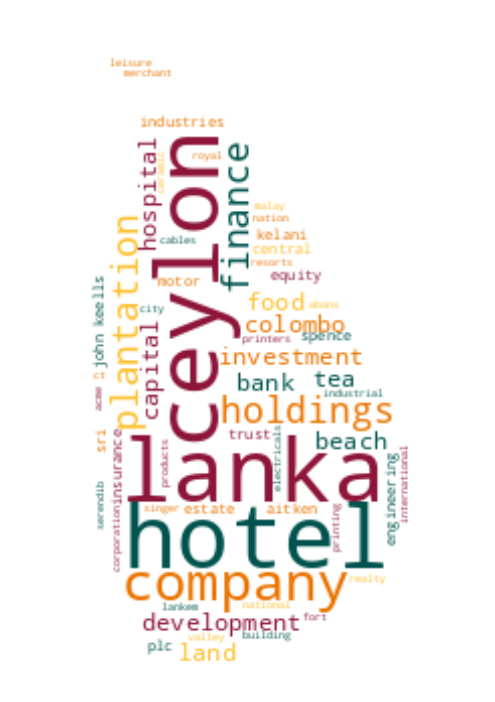 leisure
merchant
industries
hospital
ceylon
royal
ceramic
finance
malay
nation
kelani
central
resorts
equity
cables
plantation
motor
city
capital
john keells
food
abans
colombo
printers
spence
investment
bank
tea
industrial
holdings
ct
acme
sri
insurance
products
trust
electricals
beach
lanka
engineering
international
serendib
corporation
singer
estate
aitken
printing
hotel
company
realty
lankem
national
development
fort
valley
building
plc
land